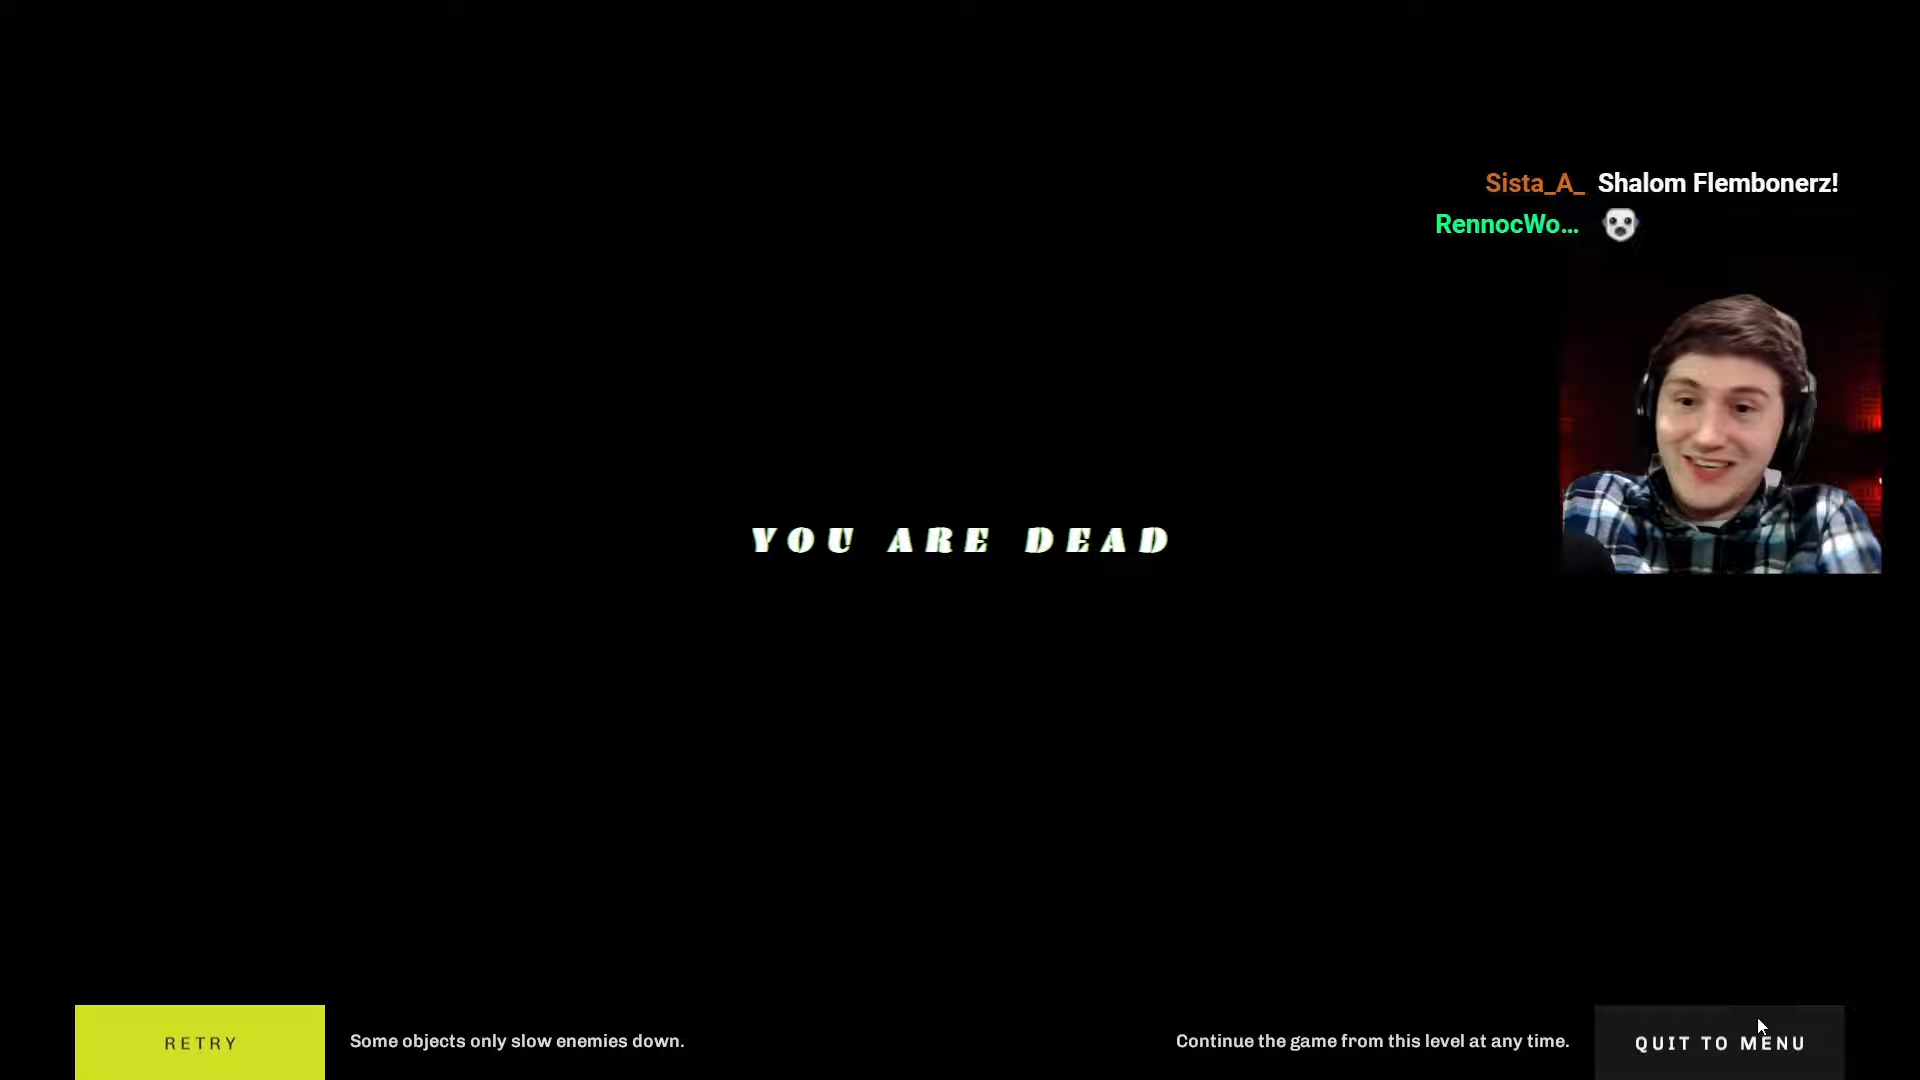 Sista_A_ Shalom Flembonerz!
RennocWo...
YOU ARE DEAD
RETRY
Some objects only slow enemies down.
Continue the game from this level at any time.
QUIT TO MENU